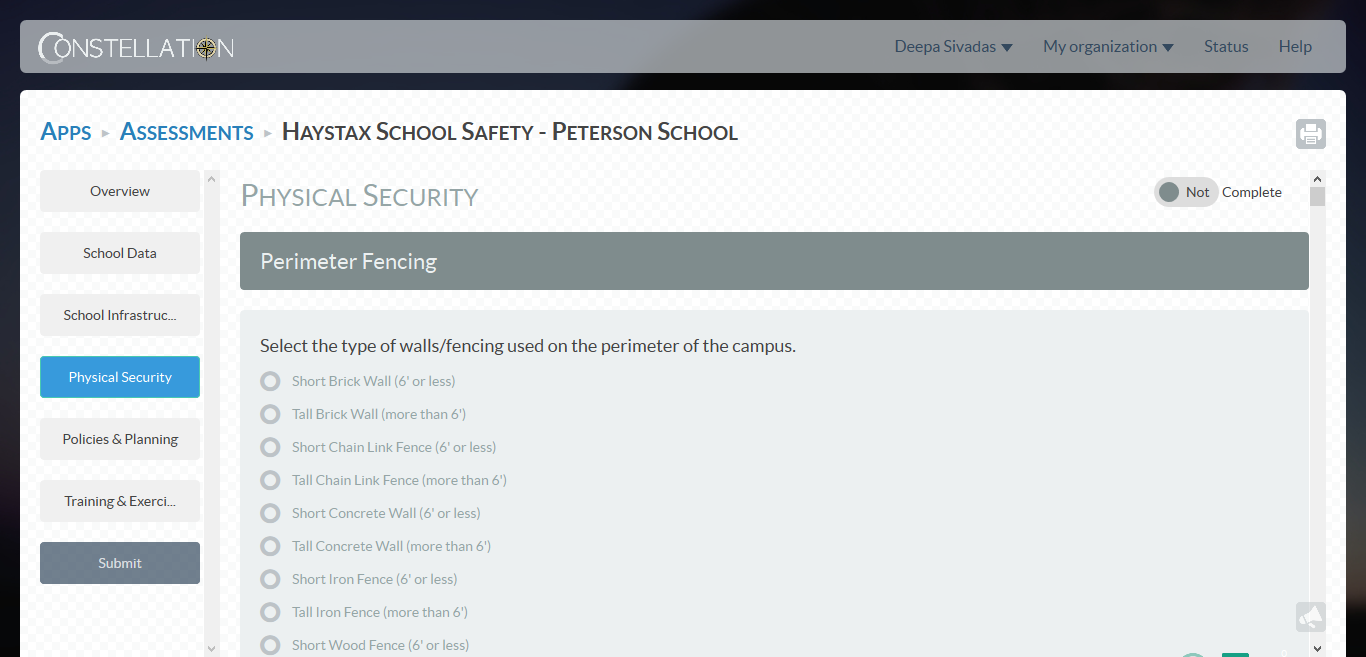 CONSTELLATION
Deepa Sivadas My organization Status Help
APPS ASSESSMENTS HAYSTAX SCHOOL SAFETY - PETERSON SCHOOL
Overview
School Data
School Infrastruc...
Physical Security
Policies & Planning
Training & Exerci...
Submit
PHYSICAL SECURITY
Not Complete
Perimeter Fencing
Select the type of walls/fencing used on the perimeter of the campus.
Short Brick Wall (6' or less)
Tall Brick Wall (more than 6')
Short Chain Link Fence (6' or less)
Tall Chain Link Fence (more than 6')
Short Concrete Wall (6' or less)
Tall Concrete Wall (more than 6')
Short Iron Fence (6' or less)
Tall Iron Fence (more than 6')
Short Wood Fence (6' or less)